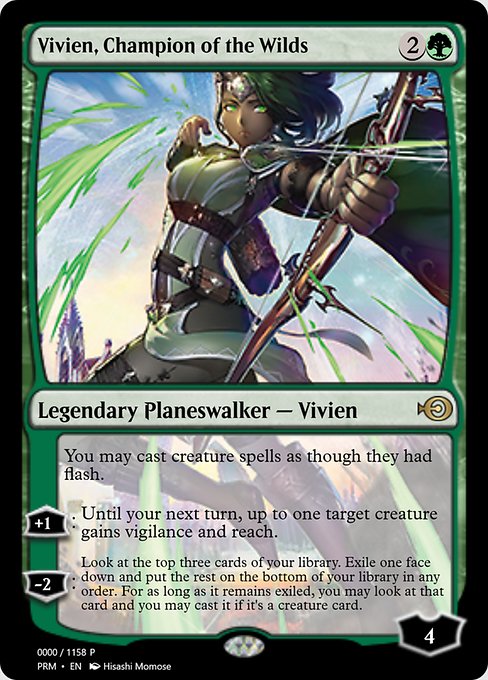 Vivien, Champion of the Wilds 2
Legendary Planeswalker — Vivien
You may cast creature spells as though they had
flash.
+1 : Until your next turn, up to one target creature
gains vigilance and reach.
Look at the top three cards of your library. Exile one face
-2 : down and put the rest on the bottom of your library in any
order. For as long as it remains exiled, you may look at that
card and you may cast it if it's a creature card.
4
0000 / 1158 P
PRM • EN Hisashi Momose